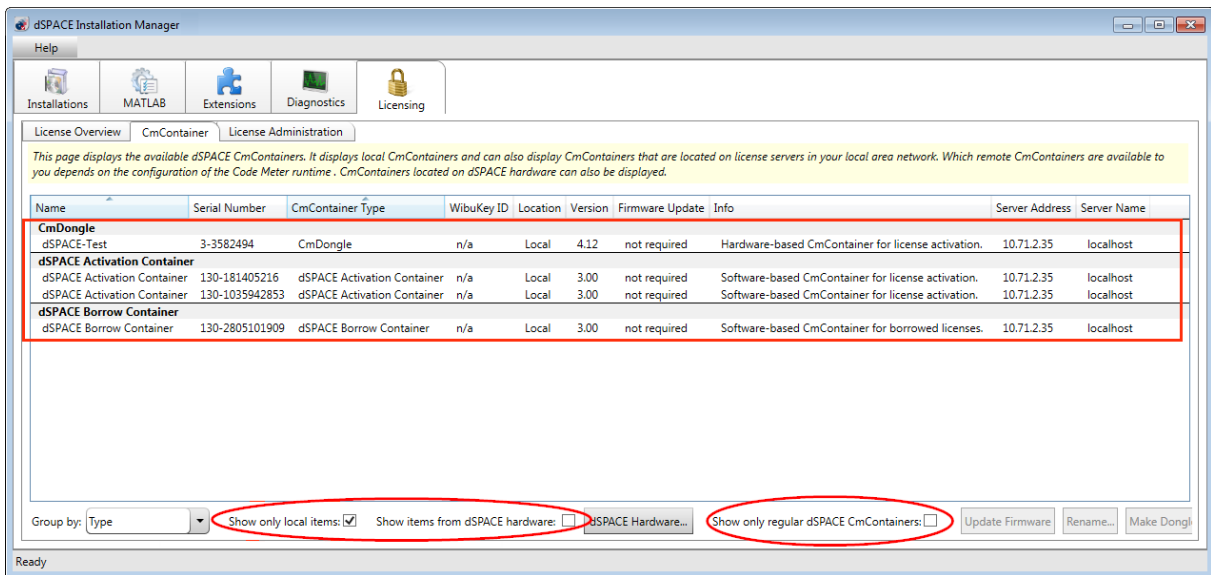 dSPACE Installation Manager
Help
Installations MATLAB Extensions Diagnostics Licensing
License Overview CmContainer License Administration
This page displays the available dSPACE CmContainers. It displays local CmContainers and can also display CmContainers that are located on license servers in your local area network. Which remote CmContainers are available to
you depends on the configuration of the Code Meter runtime . CmContainers located on dSPACE hardware can also be displayed.
Name Serial Number CmContainer Type WibuKey ID Location Version Firmware Update Info Server Address Server Name
CmDongle
dSPACE-Test 3-3582494 CmDongle n/a Local 4.12 not required Hardware-based CmContainer for license activation. 10.71.2.35 localhost
dSPACE Activation Container
dSPACE Activation Container 130-181405216 dSPACE Activation Container n/a Local 3.00 not required Software-based CmContainer for license activation. 10.71.2.35 localhost
dSPACE Activation Container 130-1035942853 dSPACE Activation Container n/a Local 3.00 not required Software-based CmContainer for license activation. 10.71.2.35 localhost
dSPACE Borrow Container
dSPACE Borrow Container 130-2805101909 dSPACE Borrow Container n/a Local 3.00 not required Software-based CmContainer for borrowed licenses. 10.71.2.35 localhost
Group by: Type Show only local items: Show items from dSPACE hardware: dSPACE Hardware... Show only regular dSPACE CmContainers: Update Firmware Rename... Make Dongl
Ready